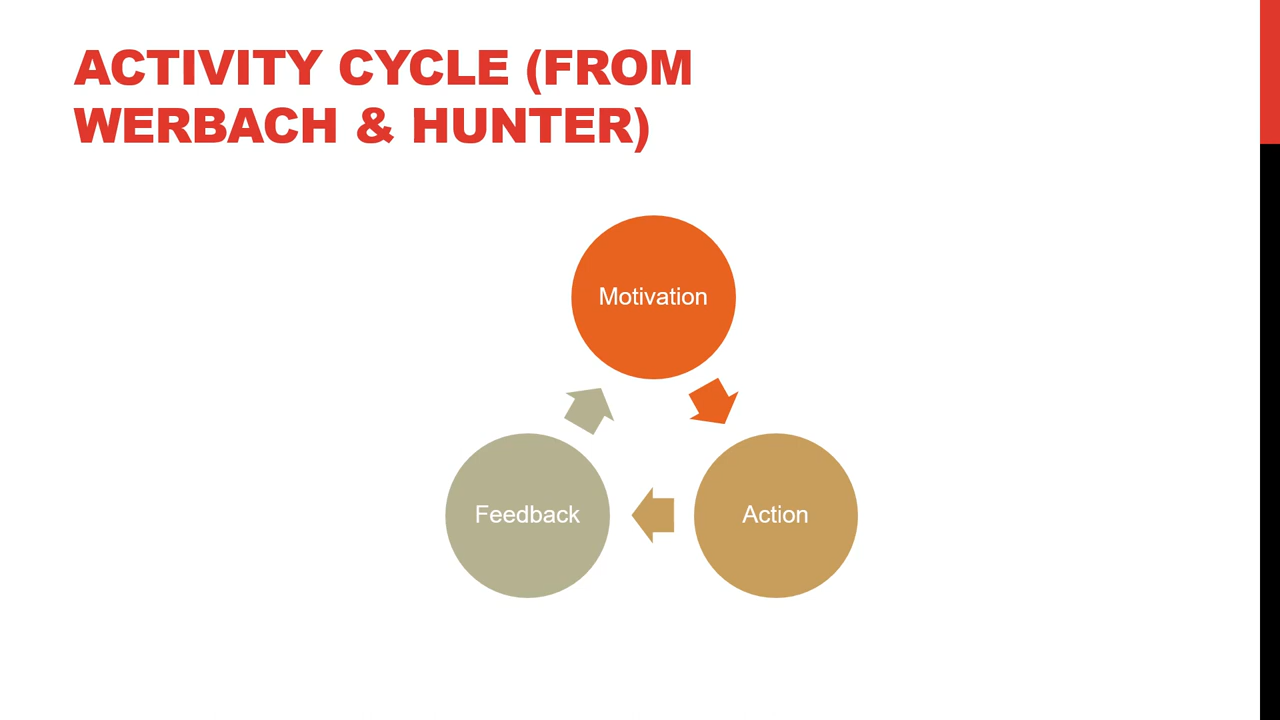 ACTIVITY CYCLE (FROM
WERBACH & HUNTER)
Motivation
Feedback
Action